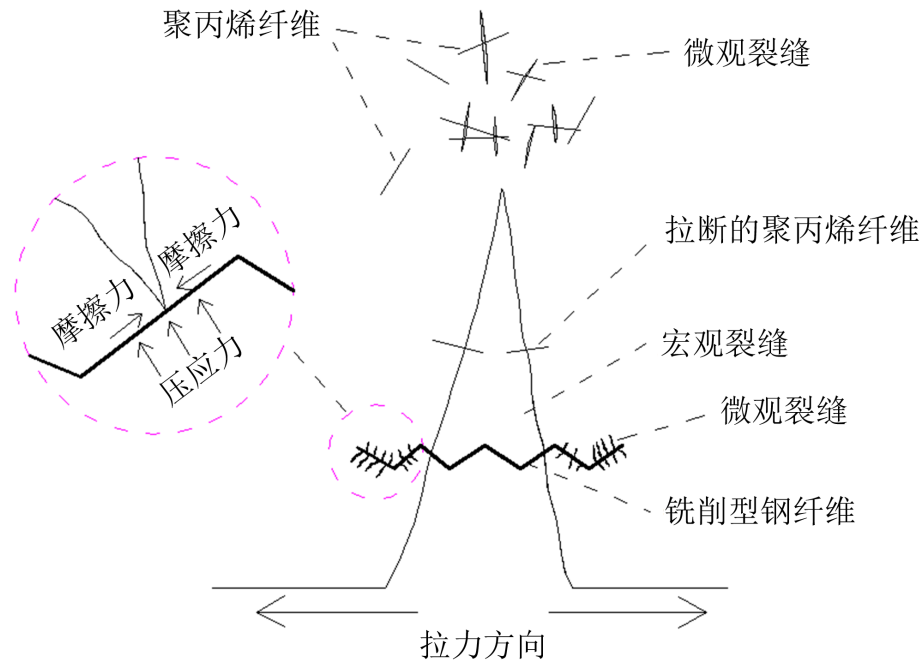 聚丙烯纤维
微观裂缝
拉断的聚丙烯纤维
摩擦力
摩擦力
压应力
宏观裂缝
微观裂缝
铣削型钢纤维
拉力方向